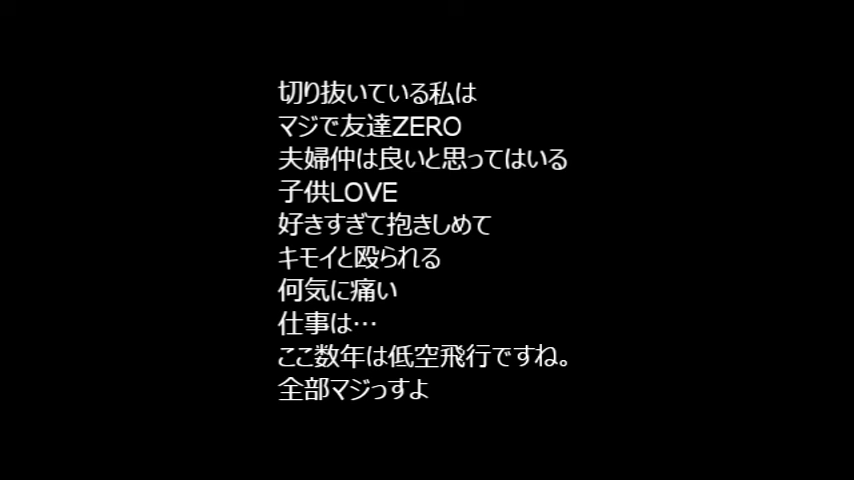 切り抜いている私は
マジで友達ZERO
夫婦仲は良いと思ってはいる
子供LOVE
好きすぎて抱きしめて
キモイと殴られる
何気に痛い
仕事は…
ここ数年は低空飛行ですね。
全部マジっすよ